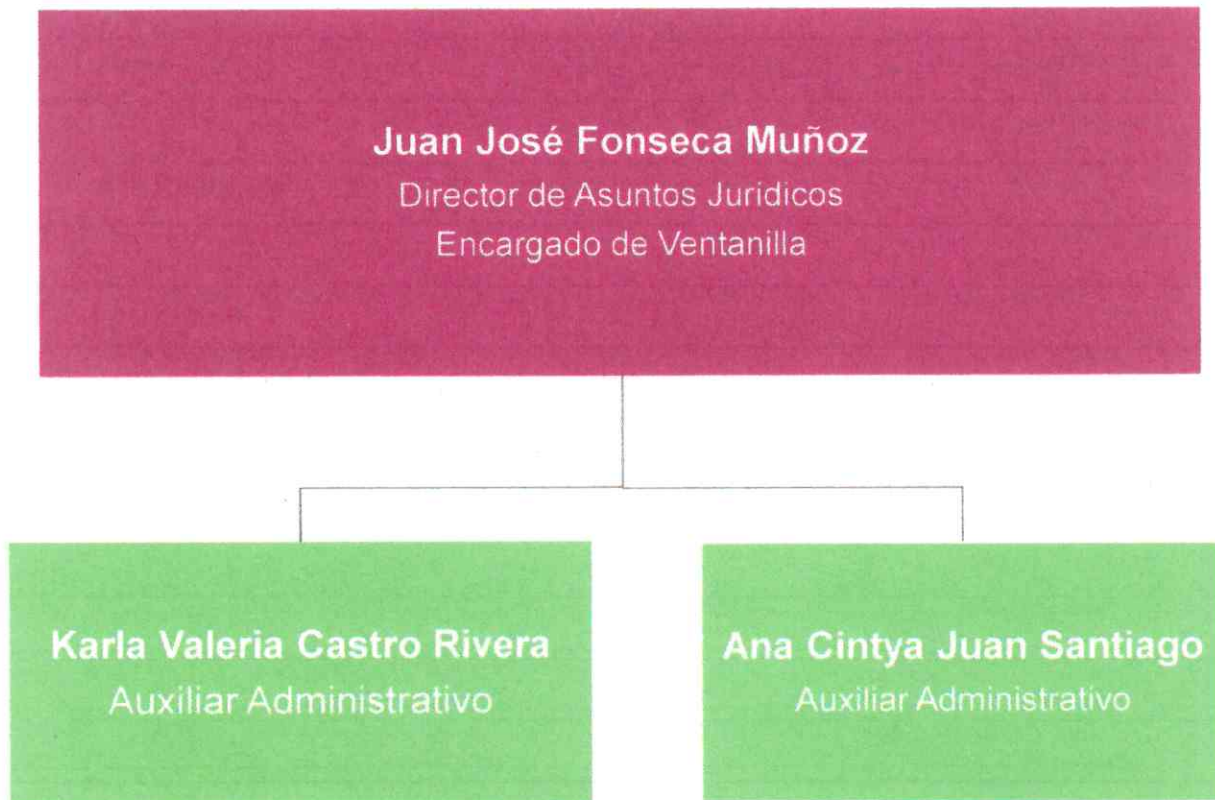 Juan José Fonseca Muñoz
Director de Asuntos Jurídicos
Encargado de Ventanilla
Karla Valeria Castro Rivera
Auxiliar Administrativo
Ana Cintya Juan Santiago
Auxiliar Administrativo